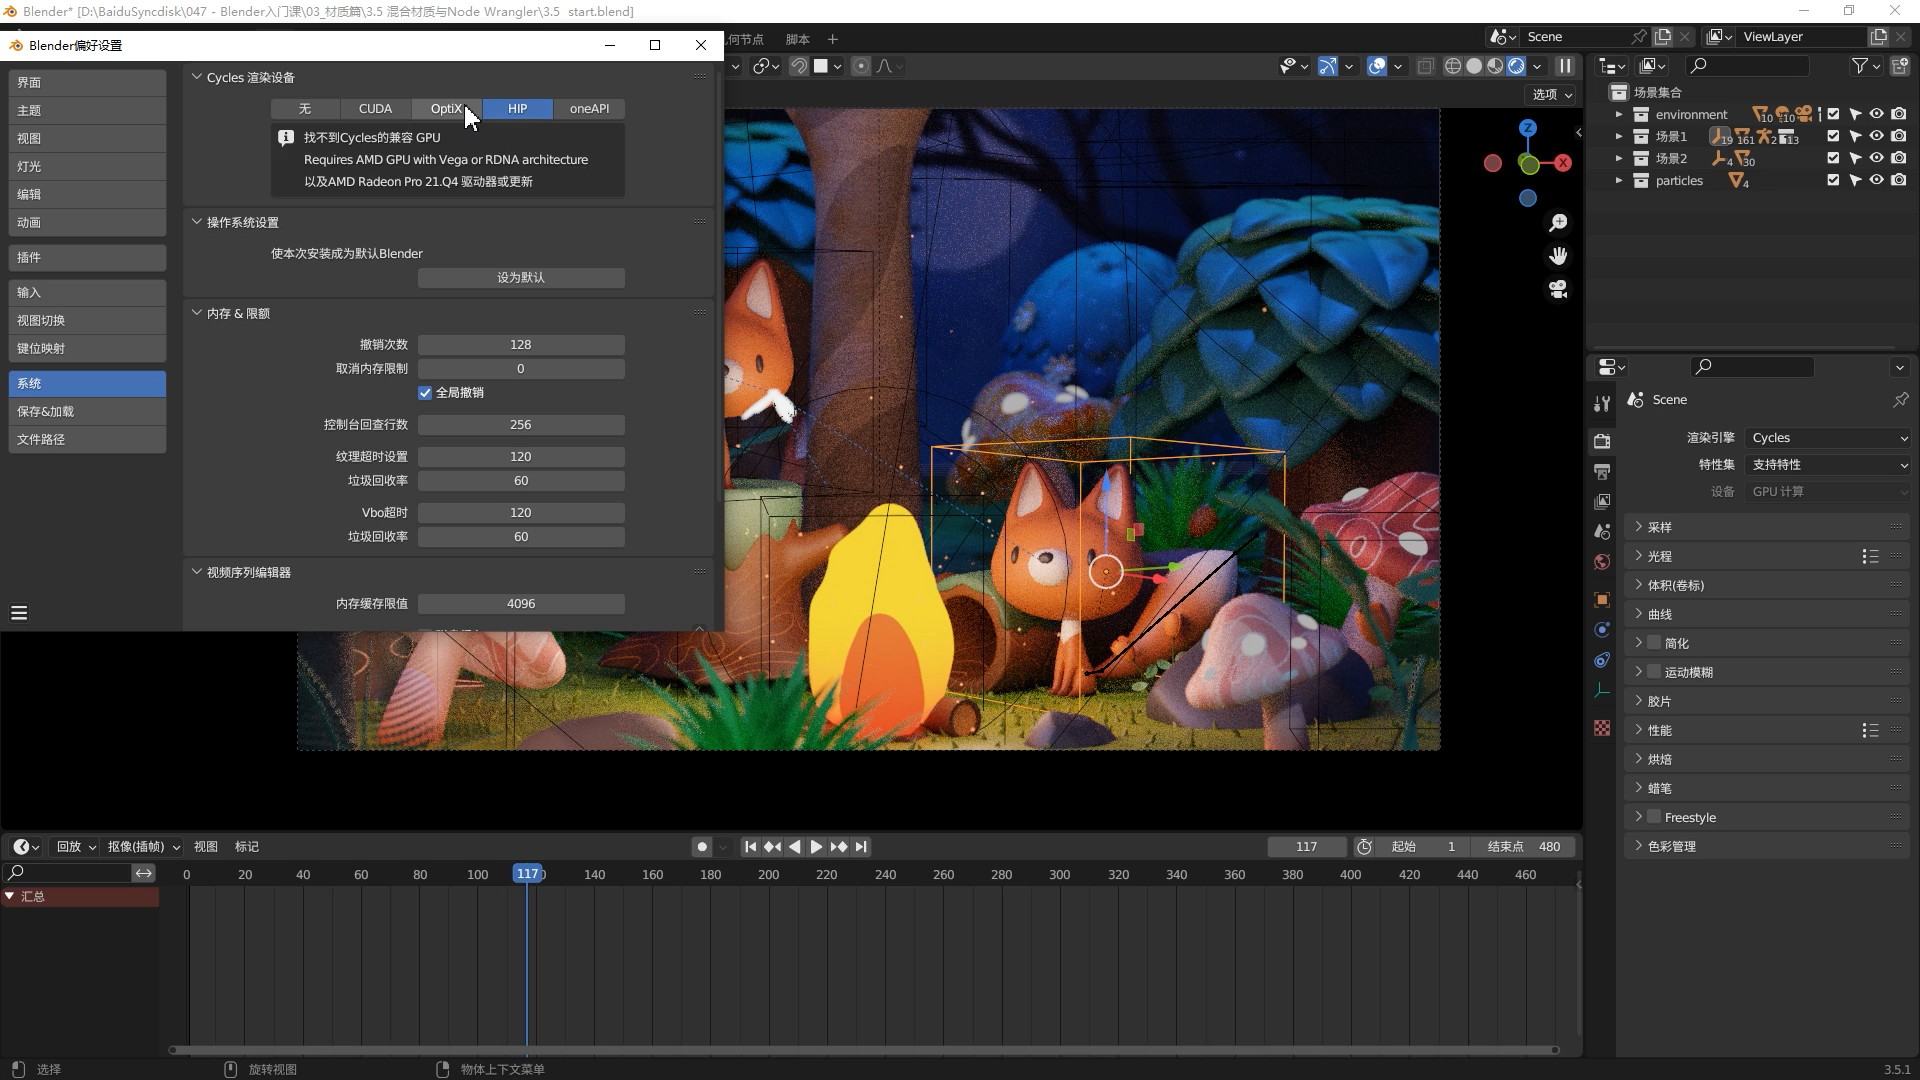 Blender* [D:\BaiduSyncdisk\047 - Blender入门课\03_材质篇\3.5 混合材质与Node Wrangler\3.5  start.blend]
Blender偏好设置
何节点
脚本
Scene
ViewLayer
选项
界面
主题
视图
灯光
编辑
动画
插件
输入
视图切换
键位映射
系统
保存&加载
文件路径
Cycles 渲染设备
无
CUDA
OptiX
HIP
oneAPI
找不到Cycles的兼容 GPU
Requires AMD GPU with Vega or RDNA architecture
以及AMD Radeon Pro 21.Q4 驱动器或更新
操作系统设置
使本次安装成为默认Blender
设为默认
内存 & 限额
撤销次数 128
取消内存限制 0
全局撤销
控制台回查行数 256
纹理超时设置 120
垃圾回收率 60
Vbo超时 120
垃圾回收率 60
视频序列编辑器
内存缓存限值 4096
Z
X
场景集合
environment 10 10
场景1 19 161 2 13
场景2 4 30
particles 4
Scene
渲染引擎 Cycles
特性集 支持特性
设备 GPU 计算
采样
光程
体积(卷标)
曲线
简化
运动模糊
胶片
性能
烘焙
蜡笔
Freestyle
色彩管理
回放
抠像(插帧)
视图
标记
117
起始 1
结束点 480
0 20 40 60 80 100 117 140 160 180 200 220 240 260 280 300 320 340 360 380 400 420 440 460
汇总
选择
旋转视图
物体上下文菜单
3.5.1